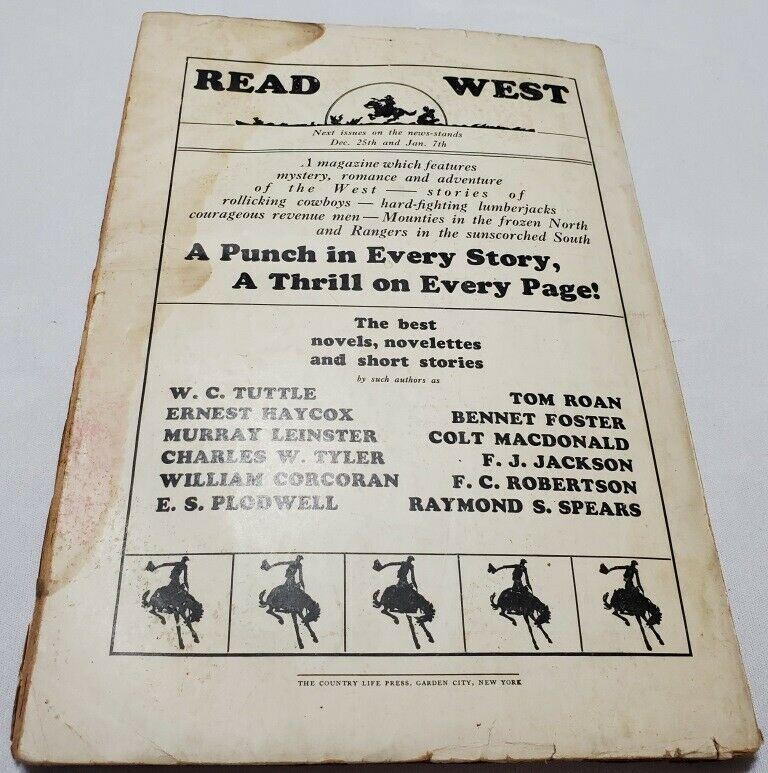 READ WEST
Next issues on the news-stands
Dec. 25th and Jan. 7th
A magazine which features
mystery, romance and adventure
of the West — stories of
rollicking cowboys — hard-fighting lumberjacks
courageous revenue men — Mounties in the frozen North
and Rangers in the sunscorched South
A Punch in Every Story,
A Thrill on Every Page!
The best
novels, novelettes
and short stories
by such authors as
W. C. TUTTLE
ERNEST HAYCOX
MURRAY LEINSTER
CHARLES W. TYLER
WILLIAM CORCORAN
E. S. PLODWELL
TOM ROAN
BENNET FOSTER
COLT MACDONALD
F. J. JACKSON
F. C. ROBERTSON
RAYMOND S. SPEARS
THE COUNTRY LIFE PRESS, GARDEN CITY, NEW YORK